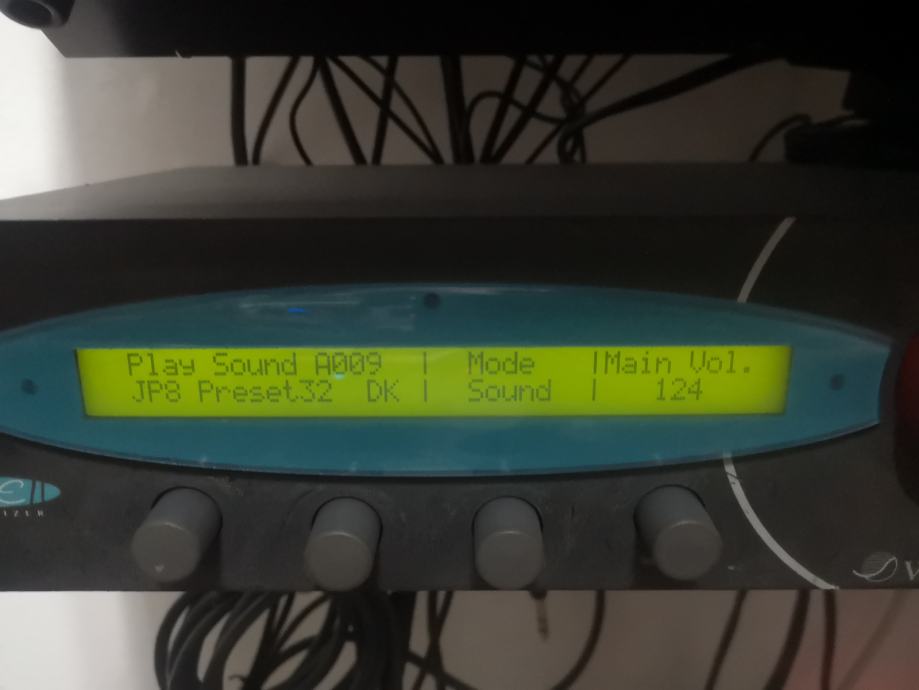 Play Sound A009 | Mode |Main Vol.
JP8 Preset32 DK | Sound | 124